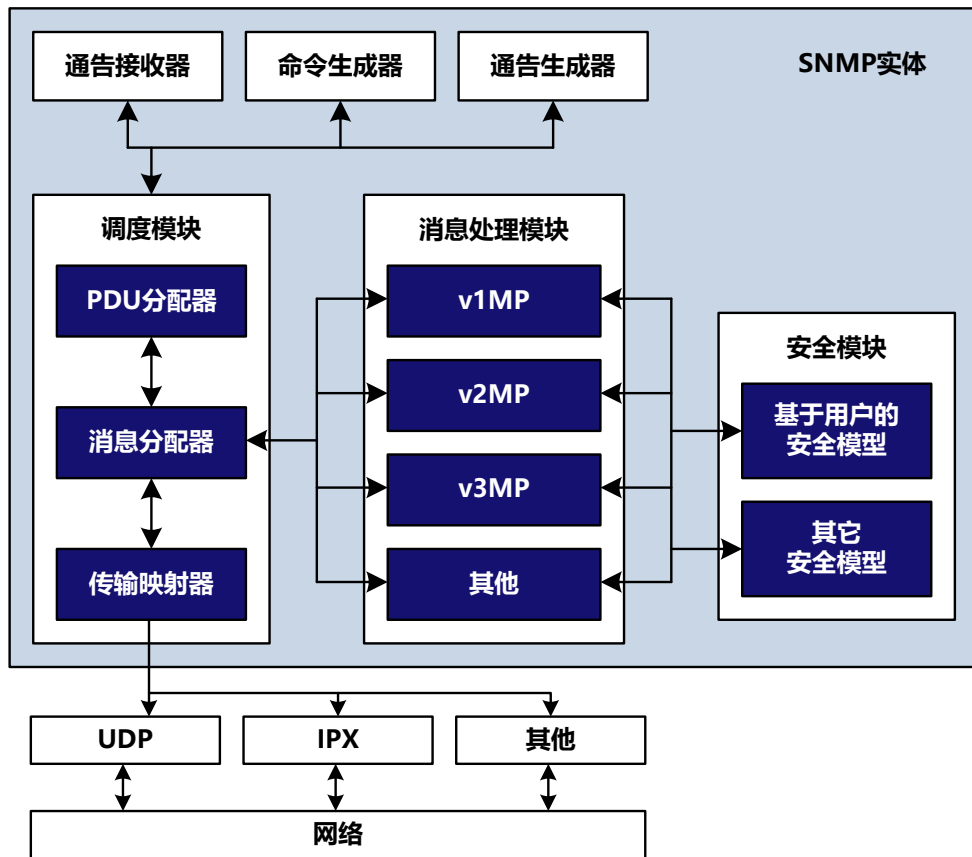 通告接收器
命令生成器
通告生成器
SNMP实体
调度模块
PDU分配器
消息分配器
传输映射器
消息处理模块
v1MP
v2MP
v3MP
其他
安全模块
基于用户的
安全模型
其它
安全模型
UDP
IPX
其他
网络